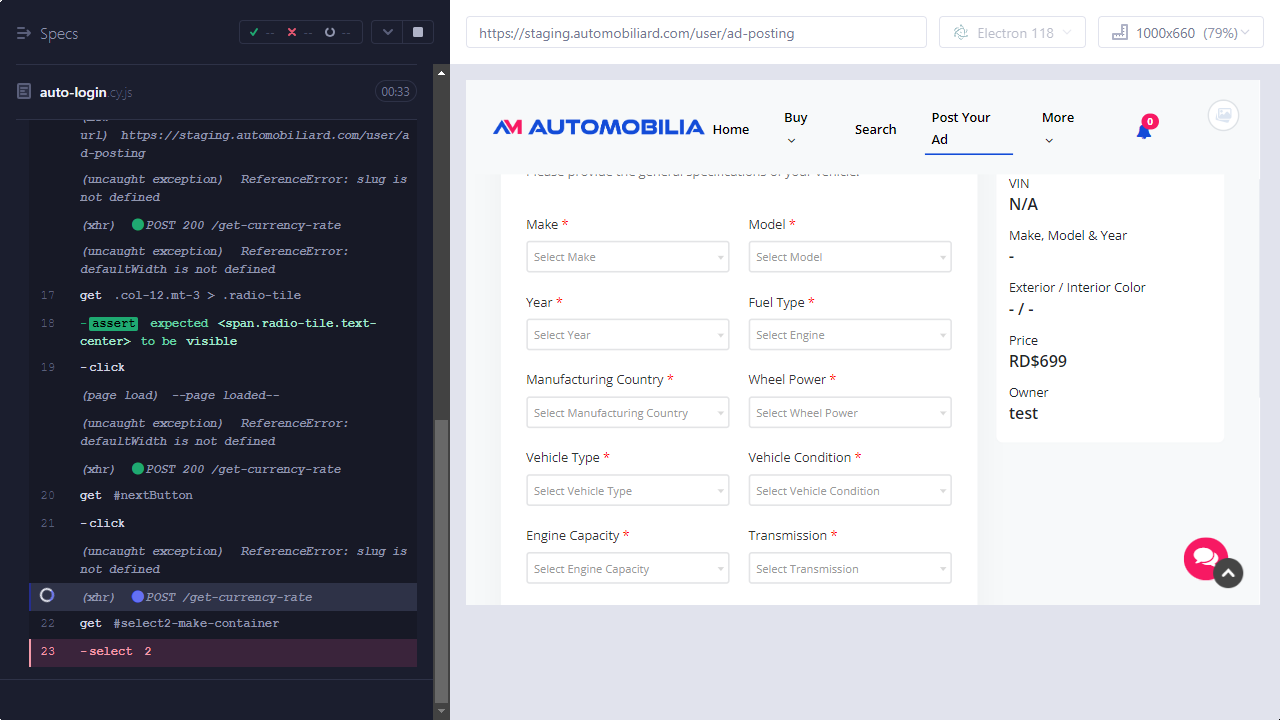 Specs
--
--
--
auto-login.cy.js
00:33
url) https://staging.automobiliard.com/user/a
d-posting
(uncaught exception) ReferenceError: slug is
not defined
(xhr) POST 200 /get-currency-rate
(uncaught exception) ReferenceError:
defaultWidth is not defined
17 get .col-12.mt-3 > .radio-tile
18 -assert expected <span.radio-tile.text-
center> to be visible
19 -click
(page load) --page loaded--
(uncaught exception) ReferenceError:
defaultWidth is not defined
(xhr) POST 200 /get-currency-rate
20 get #nextButton
21 -click
(uncaught exception) ReferenceError: slug is
not defined
(xhr) POST /get-currency-rate
22 get #select2-make-container
23 -select 2
https://staging.automobiliard.com/user/ad-posting
Electron 118
1000x660 (79%)
AM AUTOMOBILIA
Home
Buy
Search
Post Your
Ad
More
0
Please provide the general specifications of your vehicle.
Make *
Model *
Select Make
Select Model
Year *
Fuel Type *
Select Year
Select Engine
Manufacturing Country *
Wheel Power *
Select Manufacturing Country
Select Wheel Power
Vehicle Type *
Vehicle Condition *
Select Vehicle Type
Select Vehicle Condition
Engine Capacity *
Transmission *
Select Engine Capacity
Select Transmission
VIN
N/A
Make, Model & Year
-
Exterior / Interior Color
- / -
Price
RD$699
Owner
test